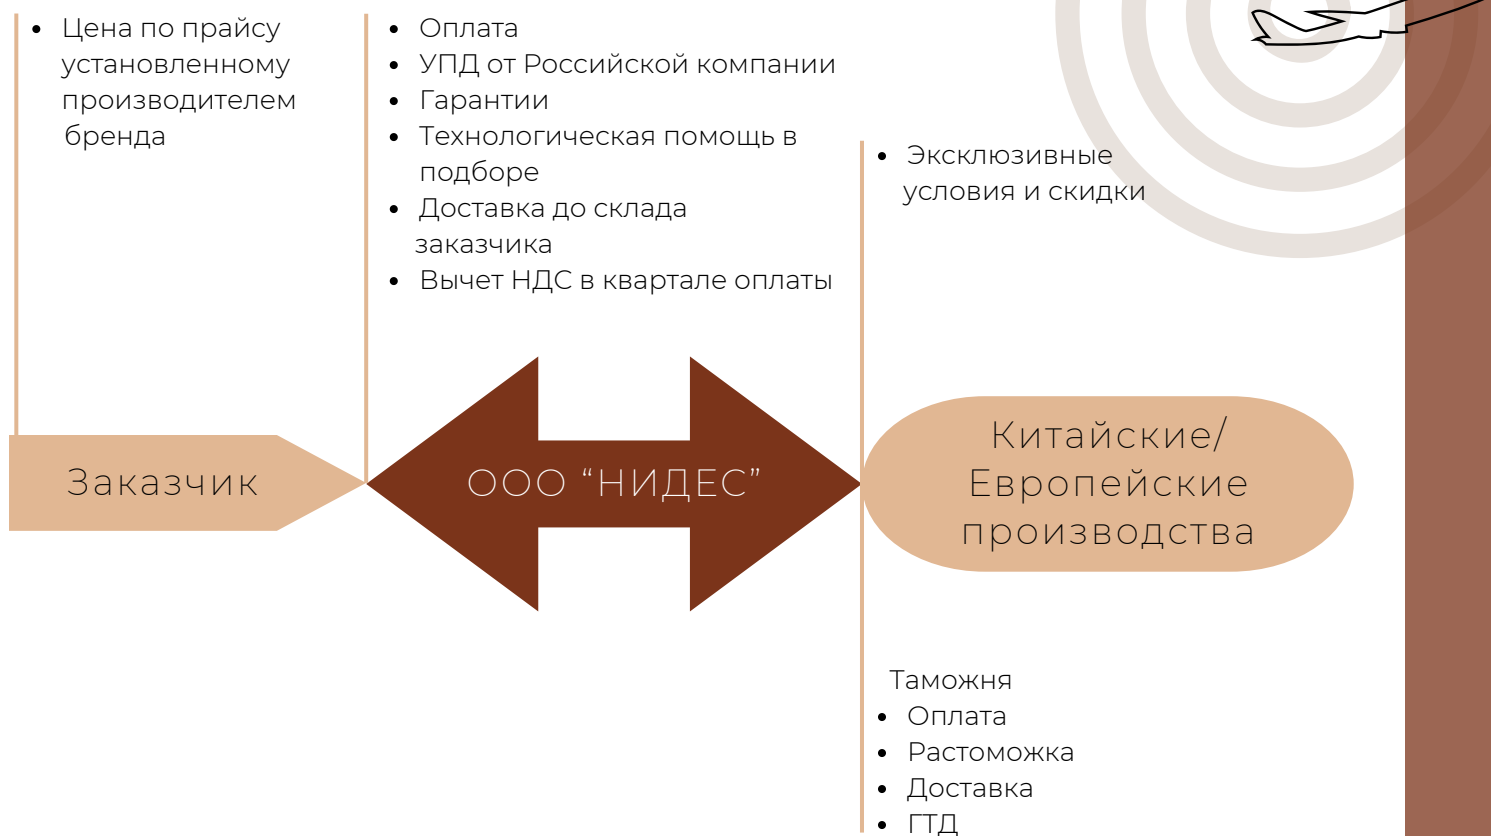 • Цена по прайсу
установленному
производителем
бренда
• Оплата
• УПД от Российской компании
• Гарантии
• Технологическая помощь в
подборе
• Доставка до склада
заказчика
• Вычет НДС в квартале оплаты
• Эксклюзивные
условия и скидки
Заказчик
ООО “НИДЕС”
Китайские/
Европейские
производства
Таможня
• Оплата
• Растоможка
• Доставка
• ГТД